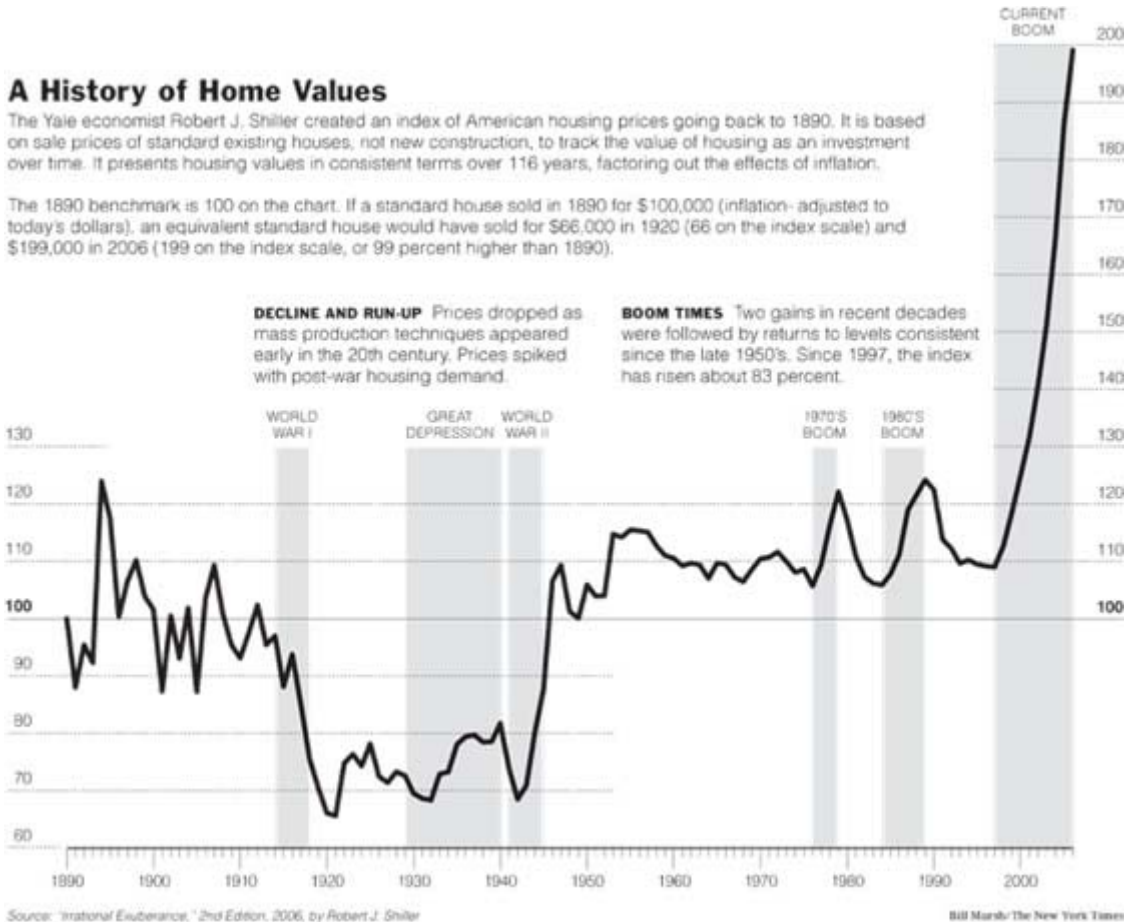 CURRENT
BOOM
A History of Home Values
The Yale economist Robert J. Shiller created an index of American housing prices going back to 1890. It is based
on sale prices of standard existing houses, not new construction, to track the value of housing as an investment
over time. It presents housing values in consistent terms over 116 years, factoring out the effects of inflation.
The 1890 benchmark is 100 on the chart. If a standard house sold in 1890 for $100,000 (inflation- adjusted to
today's dollars), an equivalent standard house would have sold for $66,000 in 1920 (66 on the index scale) and
$199,000 in 2006 (199 on the index scale, or 99 percent higher than 1890).
DECLINE AND RUN-UP Prices dropped as
mass production techniques appeared
early in the 20th century. Prices spiked
with post-war housing demand.
BOOM TIMES Two gains in recent decades
were followed by returns to levels consistent
since the late 1950's. Since 1997, the index
has risen about 83 percent.
WORLD
WAR I
GREAT
DEPRESSION
WORLD
WAR II
1970'S
BOOM
1980'S
BOOM
130
120
110
100
90
80
70
60
200
190
180
170
160
150
140
130
120
110
100
1890 1900 1910 1920 1930 1940 1950 1960 1970 1980 1990 2000
Source: "Irrational Exuberance," 2nd Edition, 2006, by Robert J. Shiller
Bill Marsh/The New York Times